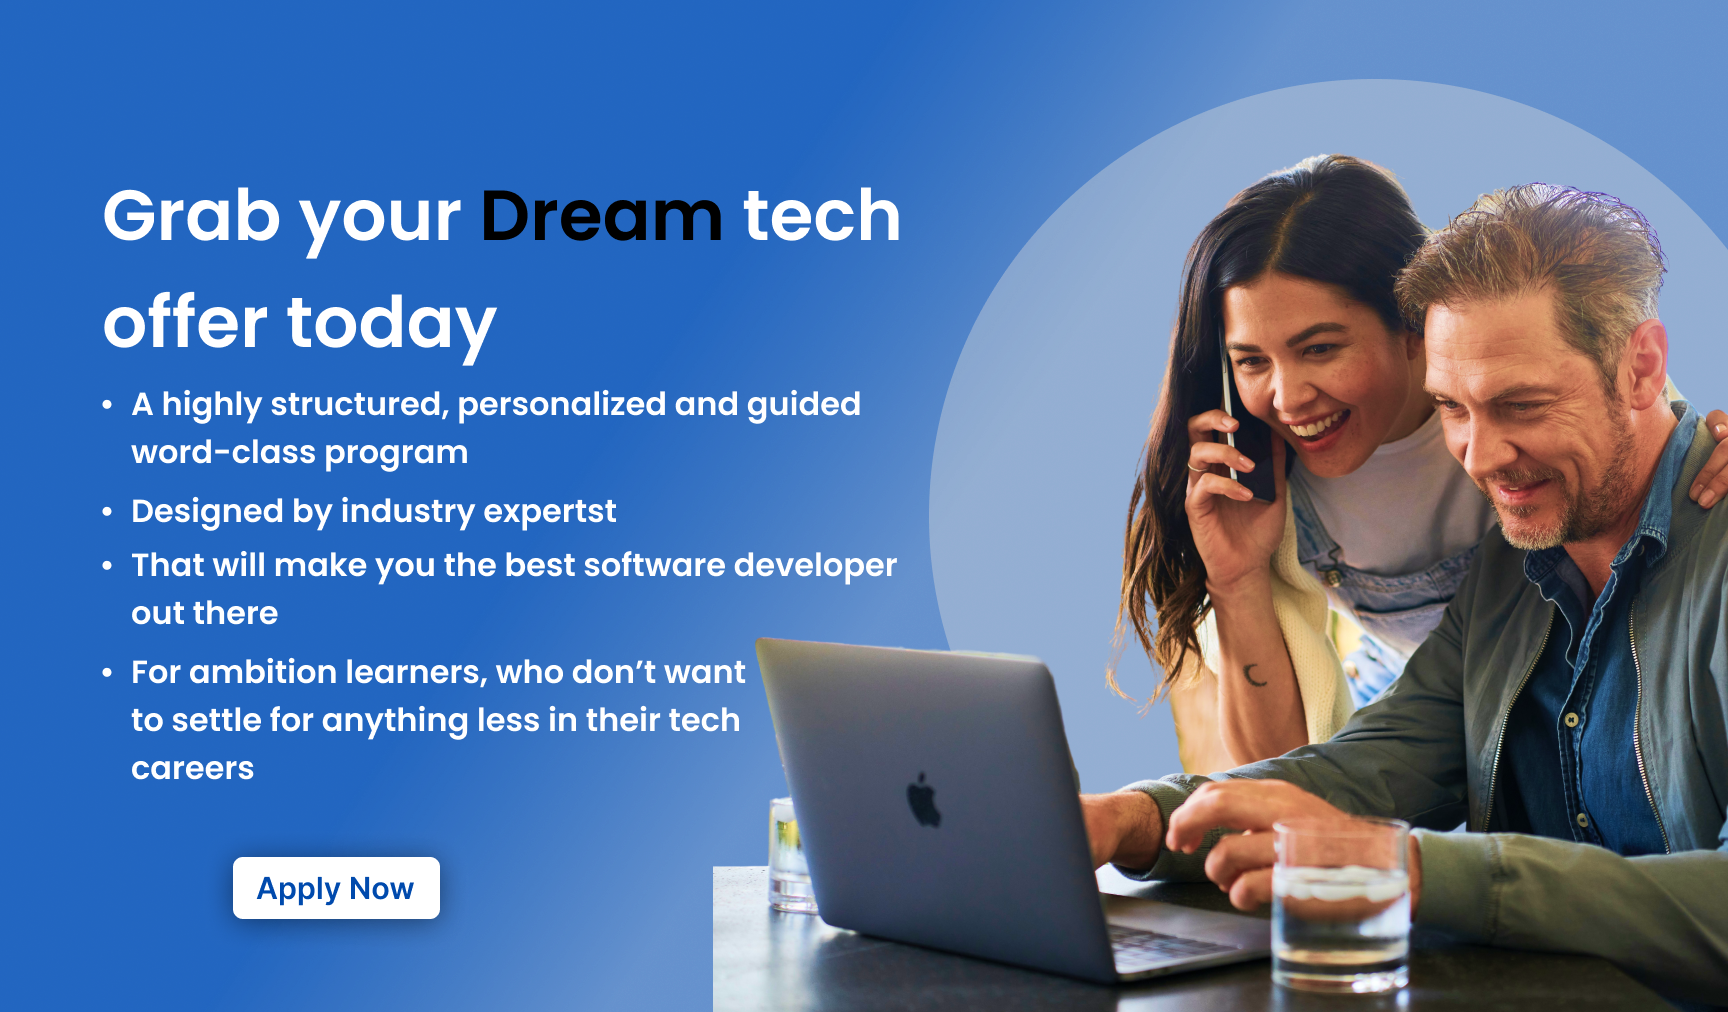 Grab your Dream tech
offer today
• A highly structured, personalized and guided
word-class program
• Designed by industry expertst
• That will make you the best software developer
out there
• For ambition learners, who don’t want
to settle for anything less in their tech
careers
Apply Now